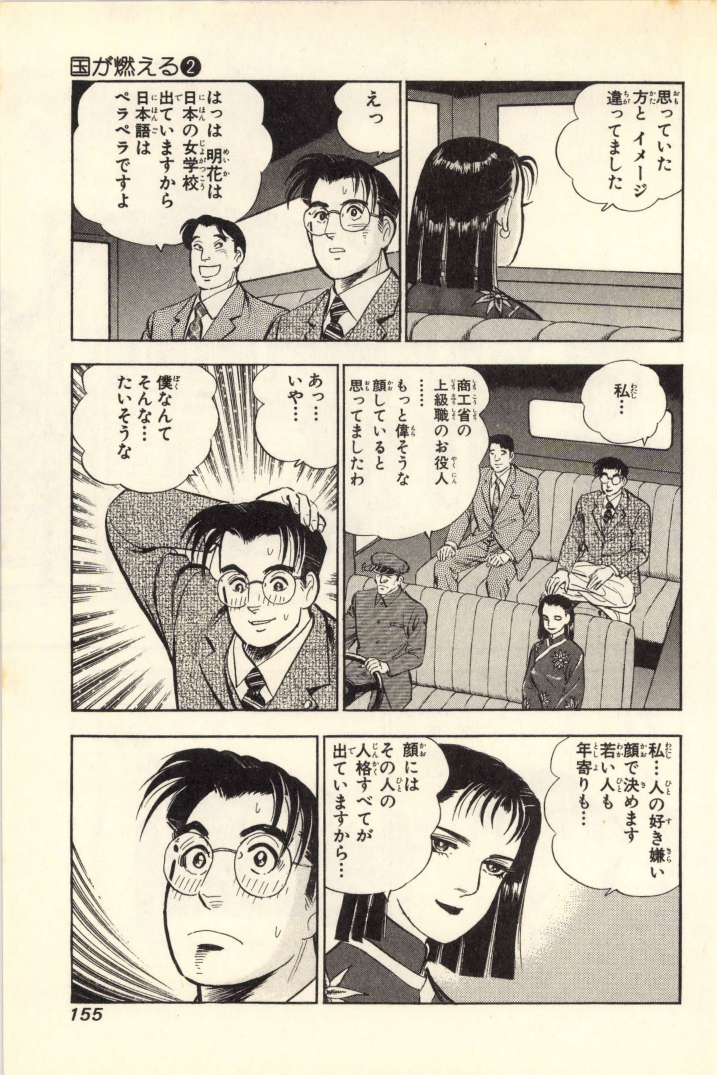 国が燃える❷
思っていた
方と イメージ
違ってました
えっ
はっは 明花は
日本の女学校
出ていますから
日本語は
ペラペラですよ
私…
商工省の
上級職のお役人
……
もっと偉そうな
顔していると
思ってましたわ
あっ…
いや…
僕なんて
そんな…
たいそうな
私…人の好き嫌い
顔で決めます
若い人も
年寄りも…
顔には
その人の
人格すべてが
出ていますから…
155